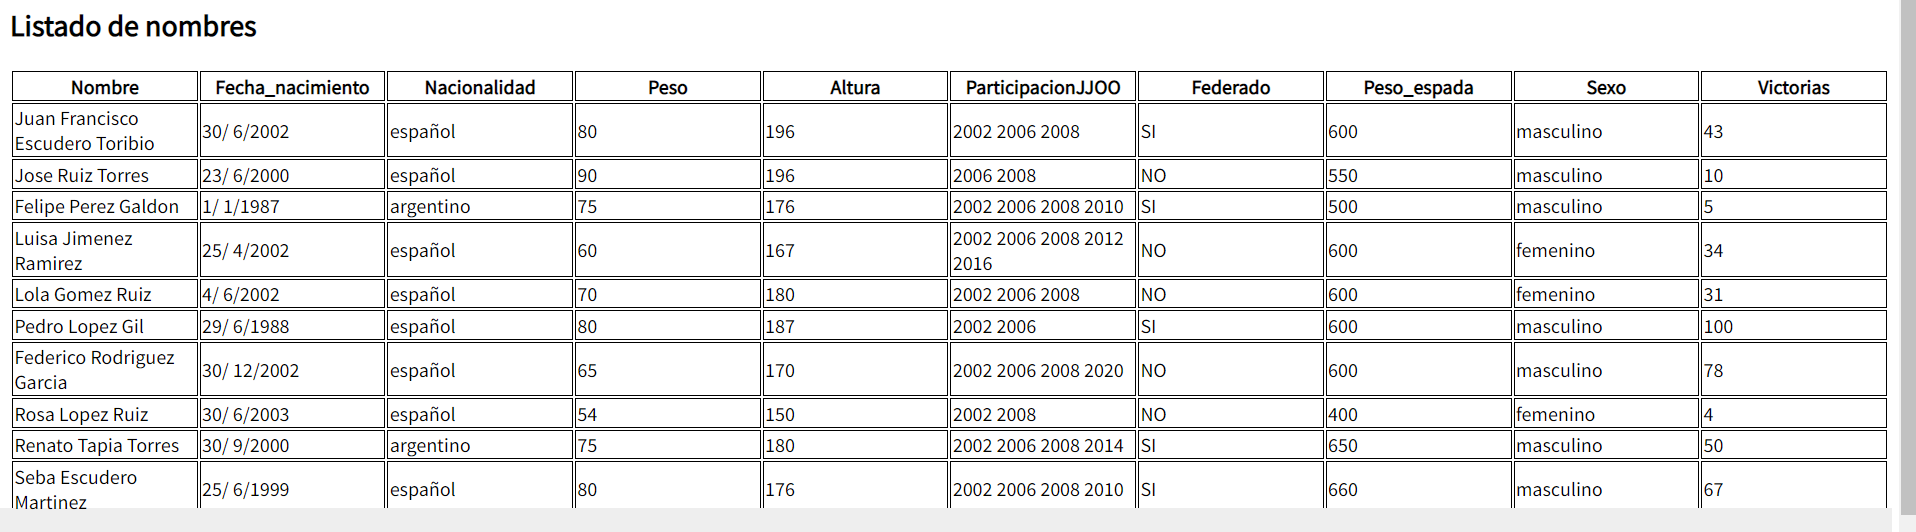 Listado de nombres
Nombre Fecha_nacimiento Nacionalidad Peso Altura ParticipacionJJOO Federado Peso_espada Sexo Victorias
Juan Francisco
Escudero Toribio 30/ 6/2002 español 80 196 2002 2006 2008 SI 600 masculino 43
Jose Ruiz Torres 23/ 6/2000 español 90 196 2006 2008 NO 550 masculino 10
Felipe Perez Galdon 1/ 1/1987 argentino 75 176 2002 2006 2008 2010 SI 500 masculino 5
Luisa Jimenez
Ramirez 25/ 4/2002 español 60 167 2002 2006 2008 2012
2016 NO 600 femenino 34
Lola Gomez Ruiz 4/ 6/2002 español 70 180 2002 2006 2008 NO 600 femenino 31
Pedro Lopez Gil 29/ 6/1988 español 80 187 2002 2006 SI 600 masculino 100
Federico Rodriguez
Garcia 30/ 12/2002 español 65 170 2002 2006 2008 2020 NO 600 masculino 78
Rosa Lopez Ruiz 30/ 6/2003 español 54 150 2002 2008 NO 400 femenino 4
Renato Tapia Torres 30/ 9/2000 argentino 75 180 2002 2006 2008 2014 SI 650 masculino 50
Seba Escudero
Martinez 25/ 6/1999 español 80 176 2002 2006 2008 2010 SI 660 masculino 67